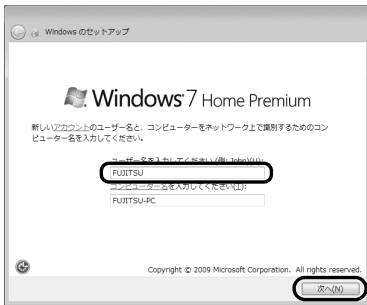 Windows のセットアップ
Windows 7 Home Premium
新しいアカウントのユーザー名と、コンピューターをネットワーク上で識別するためのコン
ピューター名を入力してください。
ユーザー名を入力してください (例: John)(U):
FUJITSU
コンピューター名を入力してください(T):
FUJITSU-PC
Copyright © 2009 Microsoft Corporation. All rights reserved.
次へ(N)